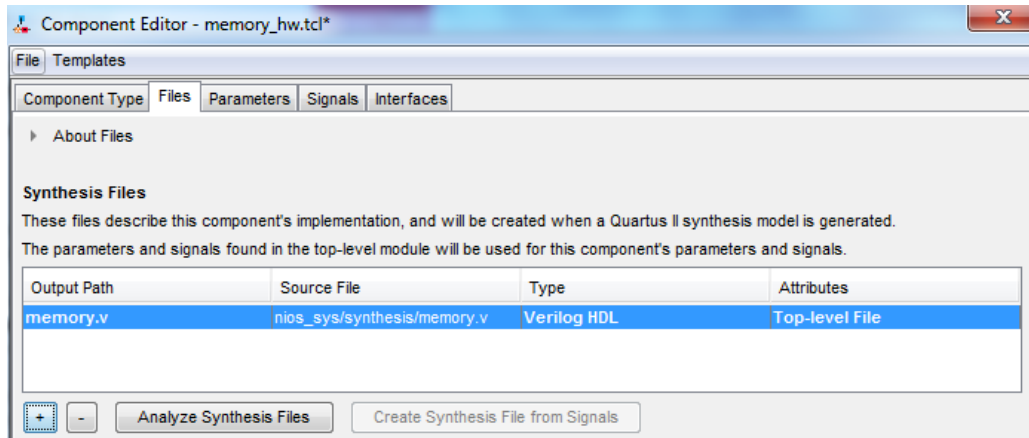 Component Editor - memory_hw.tcl*
File Templates
Component Type Files Parameters Signals Interfaces
About Files
Synthesis Files
These files describe this component's implementation, and will be created when a Quartus II synthesis model is generated.
The parameters and signals found in the top-level module will be used for this component's parameters and signals.
Output Path Source File Type Attributes
memory.v nios_sys/synthesis/memory.v Verilog HDL Top-level File
+ - Analyze Synthesis Files Create Synthesis File from Signals